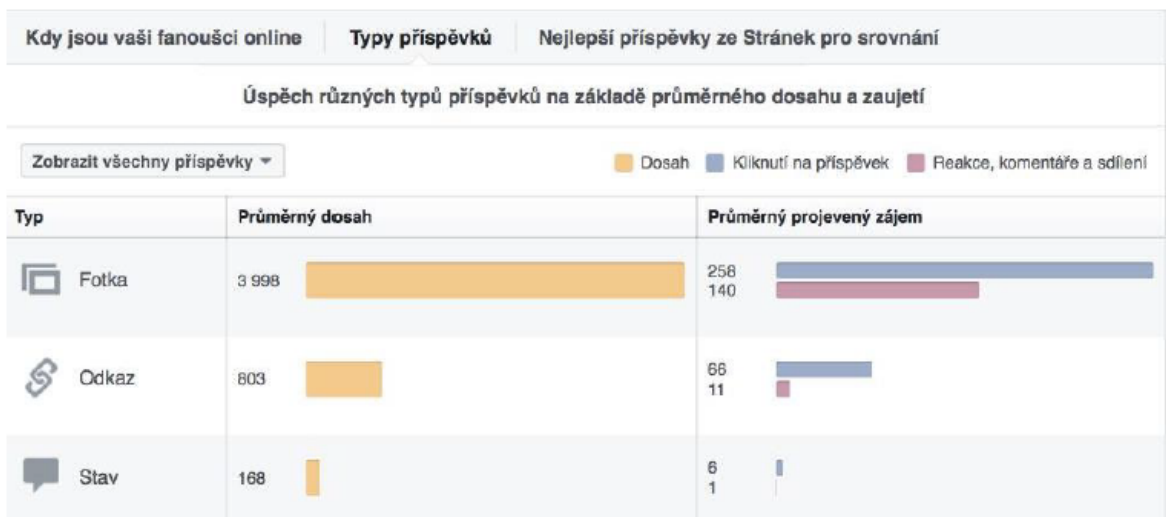 Kdy jsou vaši fanoušci online Typy příspěvků Nejlepší příspěvky ze Stránek pro srovnání
Úspěch různých typů příspěvků na základě průměrného dosahu a zaujetí
Zobrazit všechny příspěvky Dosah Kliknutí na příspěvek Reakce, komentáře a sdílení
Typ Průměrný dosah Průměrný projevený zájem
Fotka 3 998 258
140
Odkaz 803 66
11
Stav 168 6
1